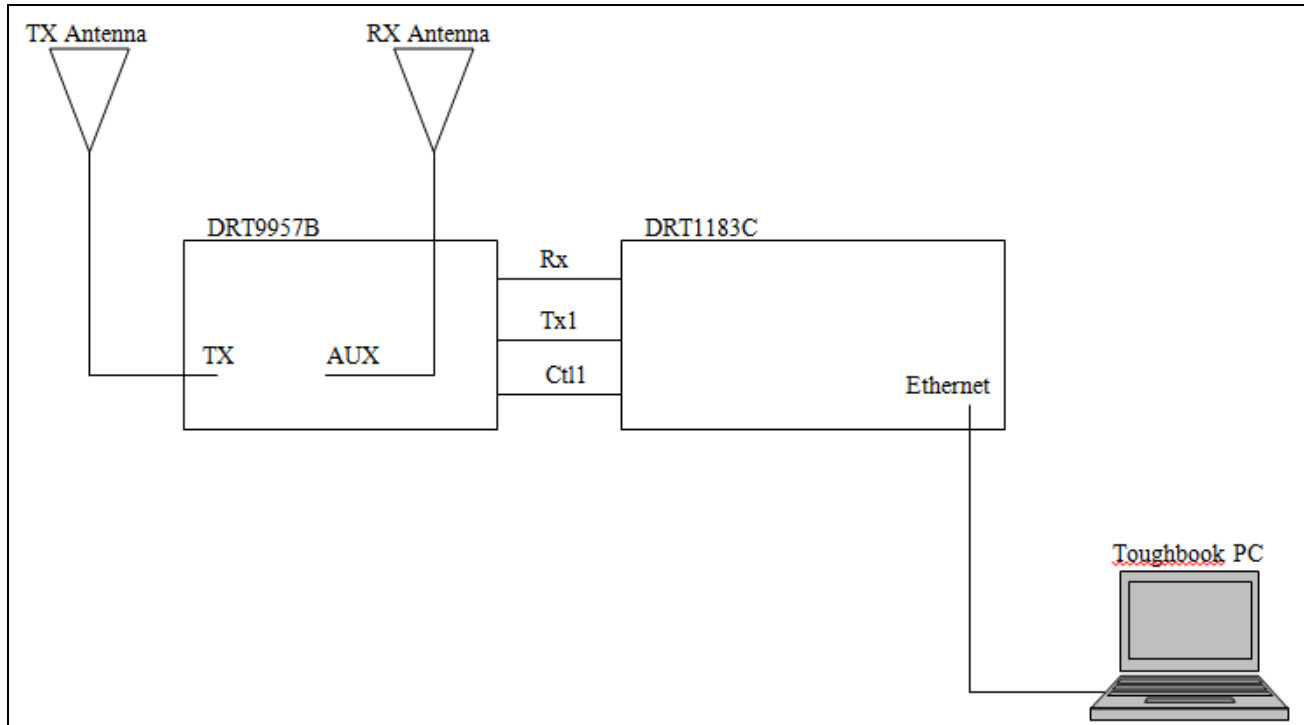 TX Antenna
RX Antenna
DRT9957B
DRT1183C
Rx
Tx1
TX
AUX
Ctl1
Ethernet
Toughbook PC